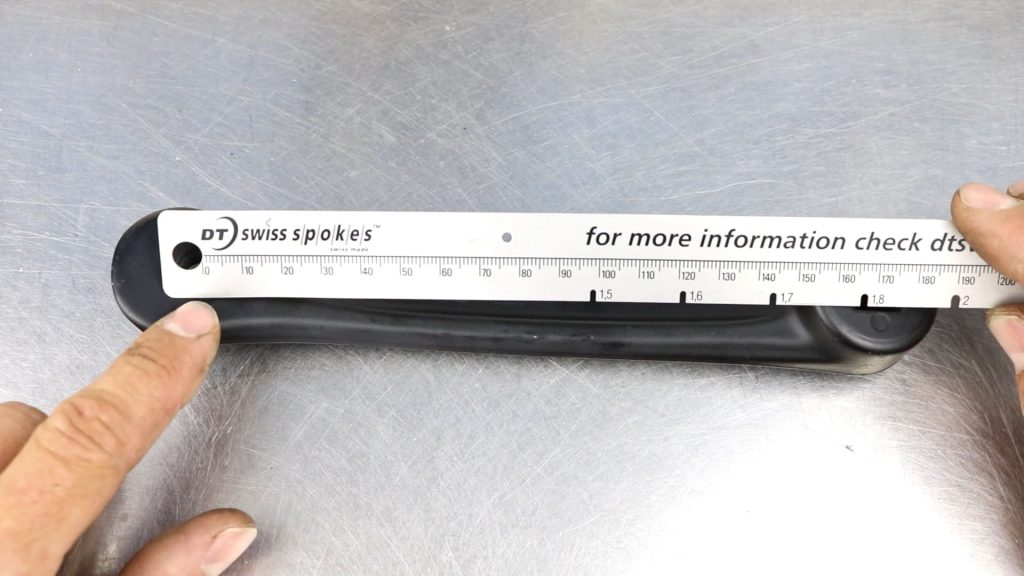 DT swiss spokes™
swiss made
for more information check dtsw
0 10 20 30 40 50 60 70 80 90 100 110 120 130 140 150 160 170 180 190 200
1,5 1,6 1,7 1,8 2